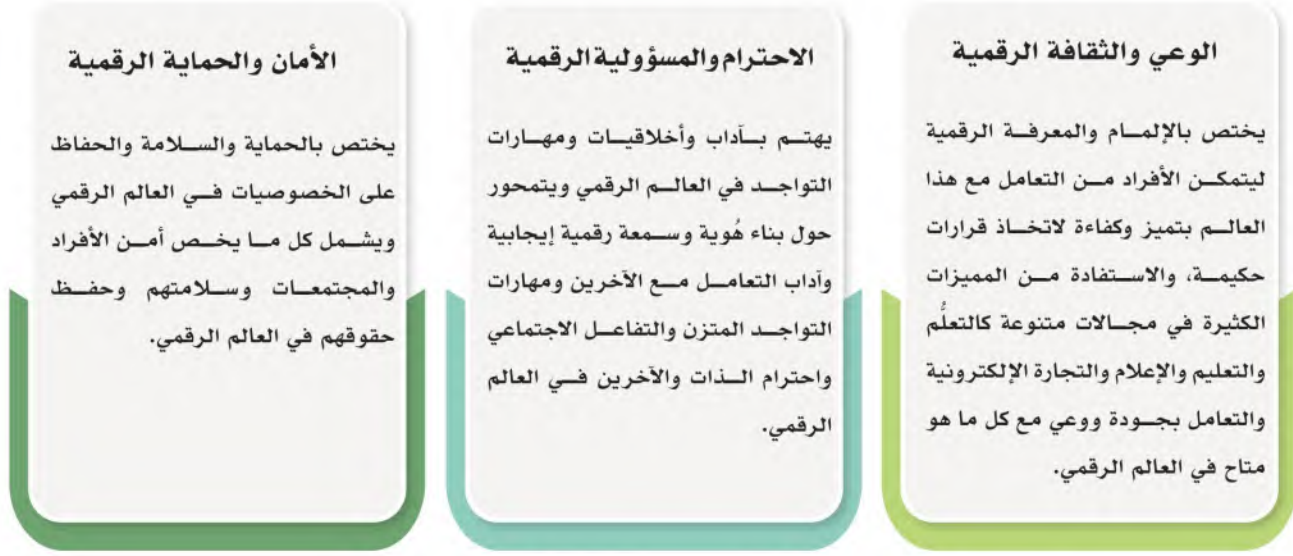 الوعي والثقافة الرقمية
يختص بالإلمام والمعرفة الرقمية
ليتمكن الأفراد من التعامل مع هذا
العالم بتميز وكفاءة لاتخاذ قرارات
حكيمة، والاستفادة من المميزات
الكثيرة في مجالات متنوعة كالتعلُّم
والتعليم والإعلام والتجارة الإلكترونية
والتعامل بجودة ووعي مع كل ما هو
متاح في العالم الرقمي.
الاحترام والمسؤولية الرقمية
يهتم بآداب وأخلاقيات ومهارات
التواجد في العالم الرقمي ويتمحور
حول بناء هُوية وسمعة رقمية إيجابية
وآداب التعامل مع الآخرين ومهارات
التواجد المتزن والتفاعل الاجتماعي
واحترام الذات والآخرين في العالم
الرقمي.
الأمان والحماية الرقمية
يختص بالحماية والسلامة والحفاظ
على الخصوصيات في العالم الرقمي
ويشمل كل ما يخص أمن الأفراد
والمجتمعات وسلامتهم وحفظ
حقوقهم في العالم الرقمي.